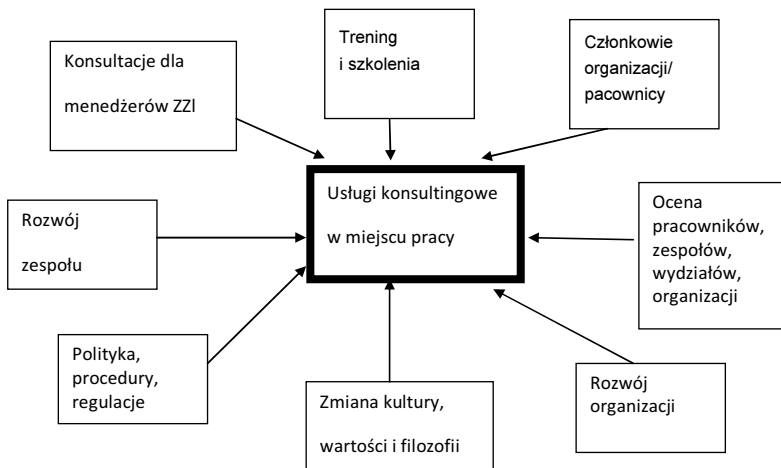 Konsultacje dla
menedżerów ZZl
Trening
i szkolenia
Członkowie
organizacji/
pacownicy
Usługi konsultingowe
w miejscu pracy
Rozwój
zespołu
Ocena
pracowników,
zespołów,
wydziałów,
organizacji
Polityka,
procedury,
regulacje
Zmiana kultury,
wartości i filozofii
Rozwój
organizacji